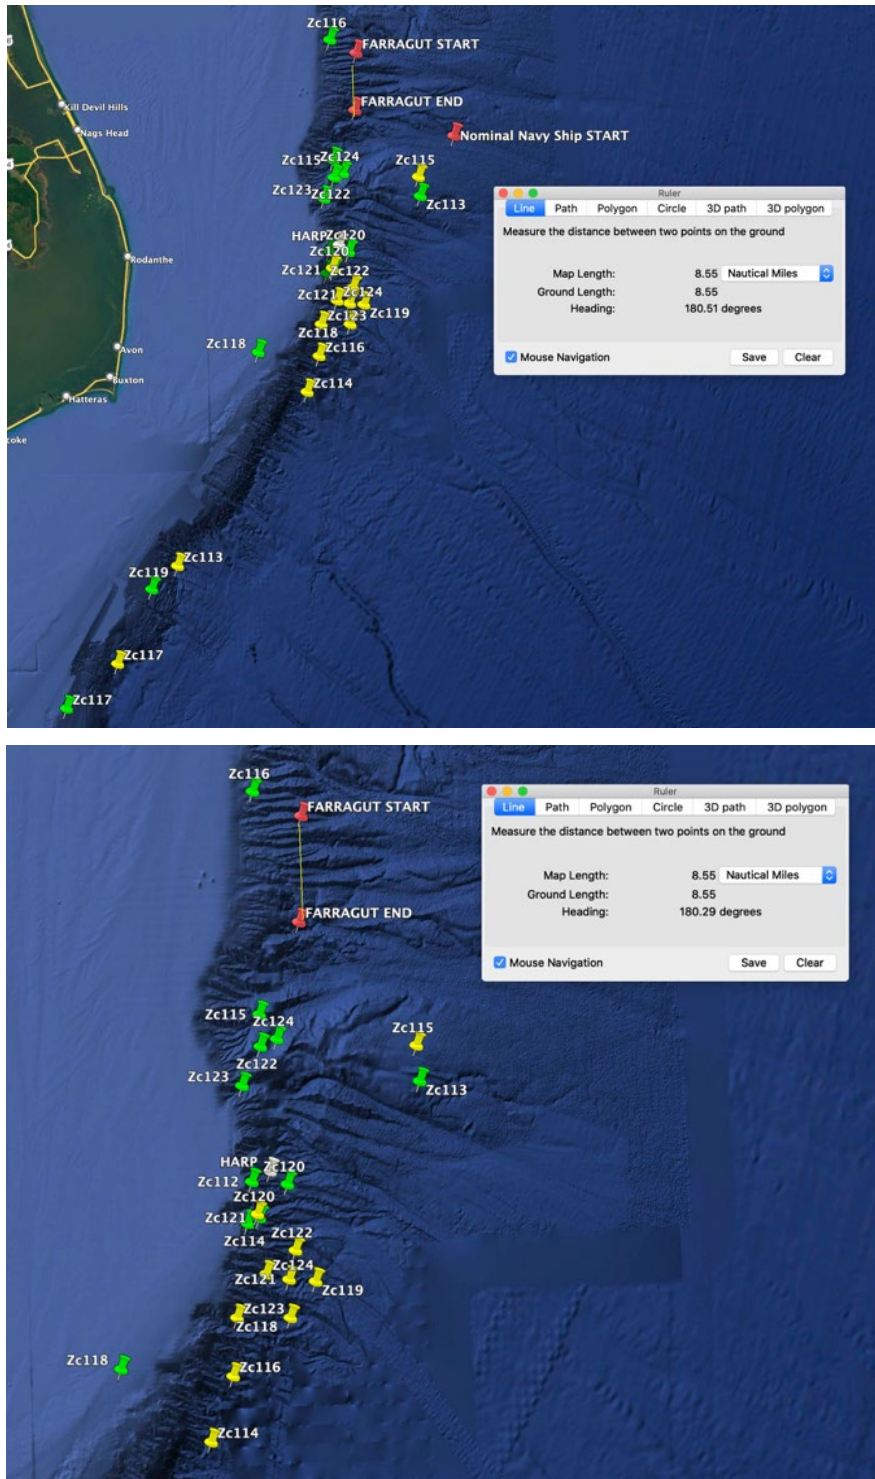 Zc116
FARRAGUT START
Kill Devil Hills
FARRAGUT END
Nags Head
Nominal Navy Ship START
Zc115 Zc124 Zc115
Zc123 Zc122 Zc113
HARP Zc120
Zc120
Rodanthe
Zc121 Zc122
Zc121 Zc124
Zc123 Zc119
Zc118
Zc118 Zc116
Avon
Buxton
Zc114
Hatteras
coke
Zc113
Zc119
Zc117
Zc117
Ruler
Line Path Polygon Circle 3D path 3D polygon
Measure the distance between two points on the ground
Map Length: 8.55 Nautical Miles
Ground Length: 8.55
Heading: 180.51 degrees
Mouse Navigation Save Clear
Zc116
FARRAGUT START
FARRAGUT END
Zc115
Zc124 Zc115
Zc122
Zc123 Zc113
HARP Zc120
Zc112
Zc120
Zc121
Zc114 Zc122
Zc124
Zc121
Zc119
Zc123
Zc118
Zc118
Zc116
Zc114
Ruler
Line Path Polygon Circle 3D path 3D polygon
Measure the distance between two points on the ground
Map Length: 8.55 Nautical Miles
Ground Length: 8.55
Heading: 180.29 degrees
Mouse Navigation Save Clear